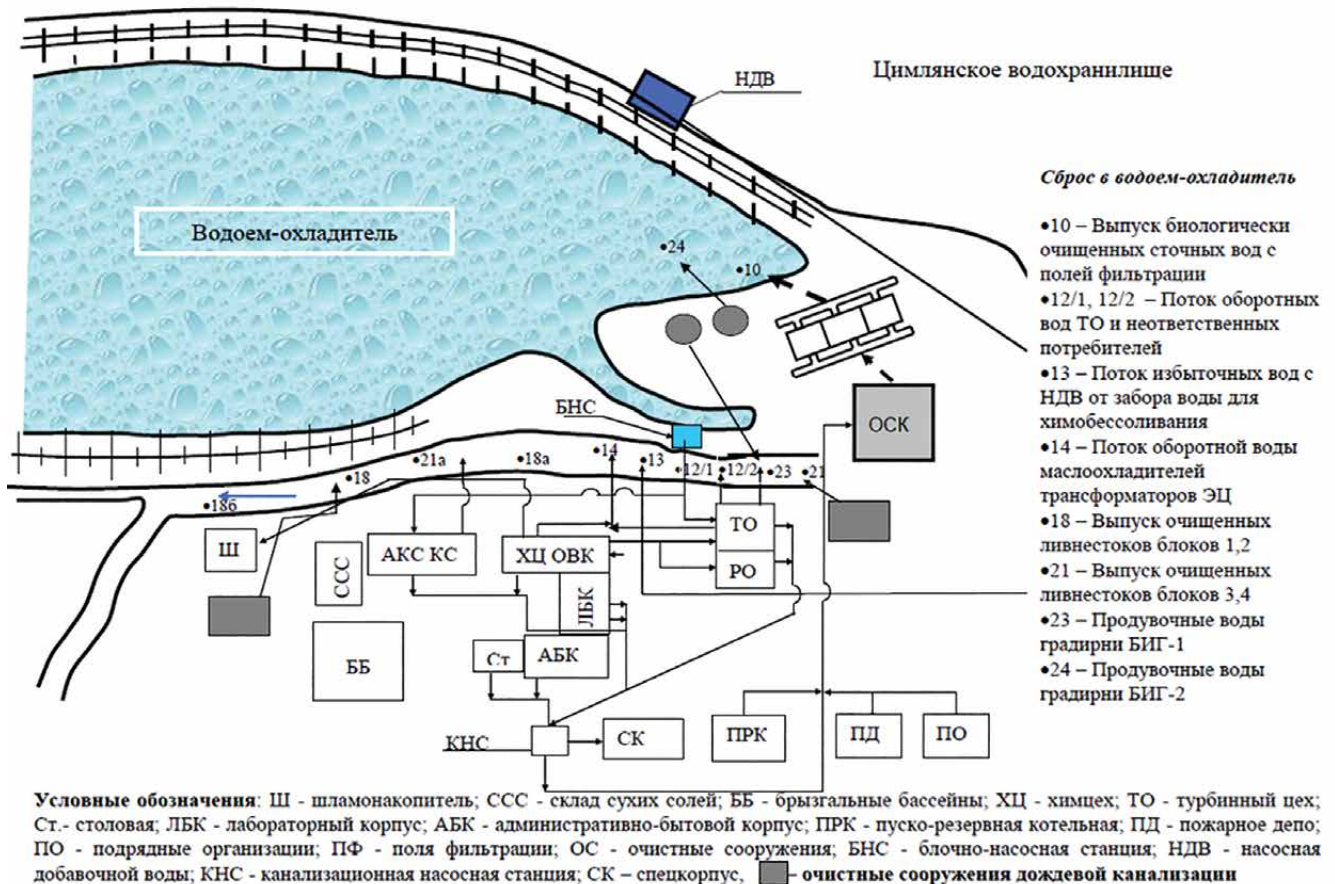 НДВ
Цимлянское водохранилище
Сброс в водоем-охладитель
•10 – Выпуск биологически
очищенных сточных вод с
полей фильтрации
•12/1, 12/2 – Поток оборотных
вод ТО и неответственных
потребителей
•13 – Поток избыточных вод с
НДВ от забора воды для
химобессоливания
•14 – Поток оборотной воды
маслоохладителей
трансформаторов ЭЦ
•18 – Выпуск очищенных
ливнестоков блоков 1,2
•21 – Выпуск очищенных
ливнестоков блоков 3,4
•23 – Продувочные воды
градирни БИГ-1
•24 – Продувочные воды
градирни БИГ-2
Водоем-охладитель
•24
•10
БНС
ОСК
•21а
•18а
•14
•13
•12/1
•12/2
•23
•21
•18
•18б
Ш
ССС
АКС КС
ХЦ ОВК
ТО
РО
ЛБК
ББ
Ст
АБК
КНС
СК
ПРК
ПД
ПО
Условные обозначения: Ш - шламонакопитель; ССС - склад сухих солей; ББ - брызгальные бассейны; ХЦ - химцех; ТО - турбинный цех;
Ст.- столовая; ЛБК - лабораторный корпус; АБК - административно-бытовой корпус; ПРК - пуско-резервная котельная; ПД - пожарное депо;
ПО - подрядные организации; ПФ - поля фильтрации; ОС - очистные сооружения; БНС - блочно-насосная станция; НДВ - насосная
добавочной воды; КНС - канализационная насосная станция; СК – спецкорпус, – очистные сооружения дождевой канализации